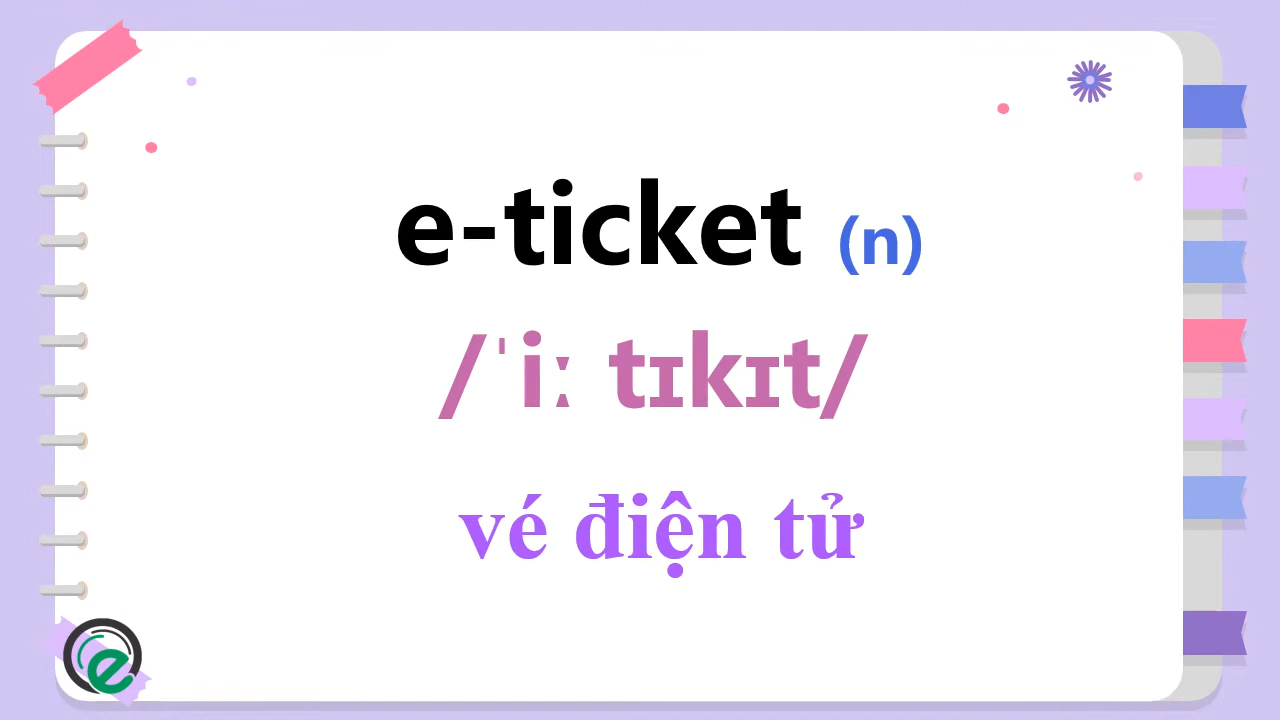 e-ticket (n)
/ˈiː tɪkɪt/
vé điện tử
e